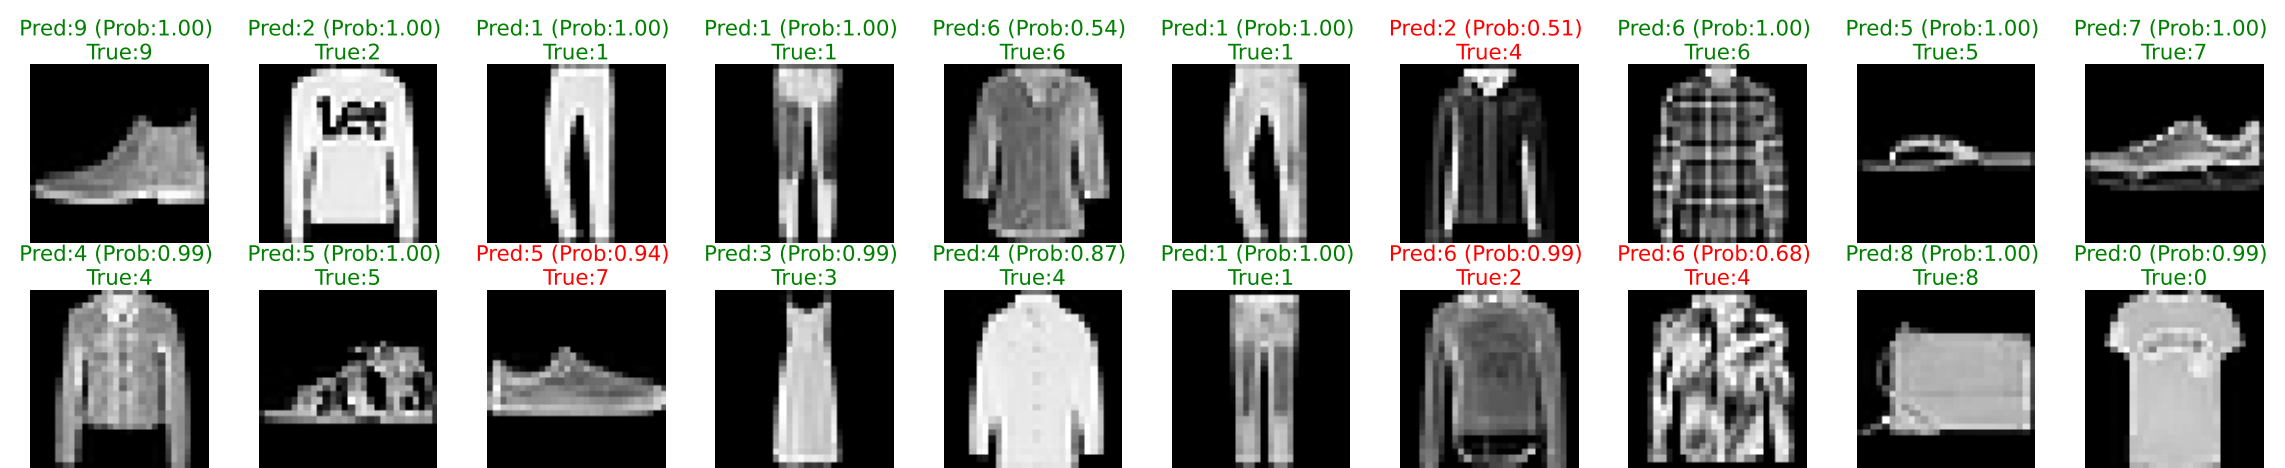 Pred:9 (Prob:1.00) Pred:2 (Prob:1.00) Pred:1 (Prob:1.00) Pred:1 (Prob:1.00) Pred:6 (Prob:0.54) Pred:1 (Prob:1.00) Pred:2 (Prob:0.51) Pred:6 (Prob:1.00) Pred:5 (Prob:1.00) Pred:7 (Prob:1.00)
True:9 True:2 True:1 True:1 True:6 True:1 True:4 True:6 True:5 True:7
Lee
Pred:4 (Prob:0.99) Pred:5 (Prob:1.00) Pred:5 (Prob:0.94) Pred:3 (Prob:0.99) Pred:4 (Prob:0.87) Pred:1 (Prob:1.00) Pred:6 (Prob:0.99) Pred:6 (Prob:0.68) Pred:8 (Prob:1.00) Pred:0 (Prob:0.99)
True:4 True:5 True:7 True:3 True:4 True:1 True:2 True:4 True:8 True:0